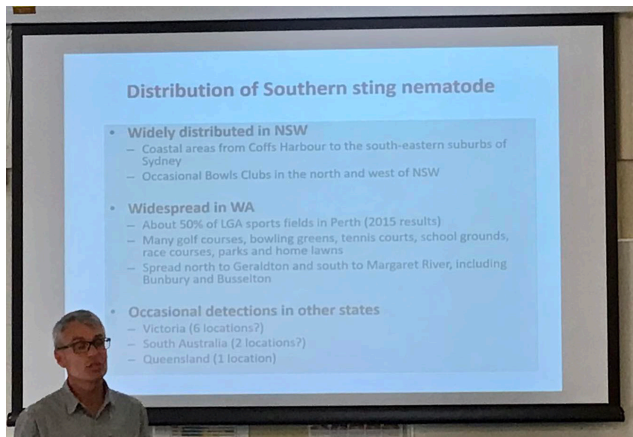 Distribution of Southern sting nematode
• Widely distributed in NSW
– Coastal areas from Coffs Harbour to the south-eastern suburbs of
Sydney
– Occasional Bowls Clubs in the north and west of NSW
• Widespread in WA
– About 50% of LGA sports fields in Perth (2015 results)
– Many golf courses, bowling greens, tennis courts, school grounds,
race courses, parks and home lawns
– Spread north to Geraldton and south to Margaret River, including
Bunbury and Busselton
• Occasional detections in other states
– Victoria (6 locations?)
– South Australia (2 locations?)
– Queensland (1 location)